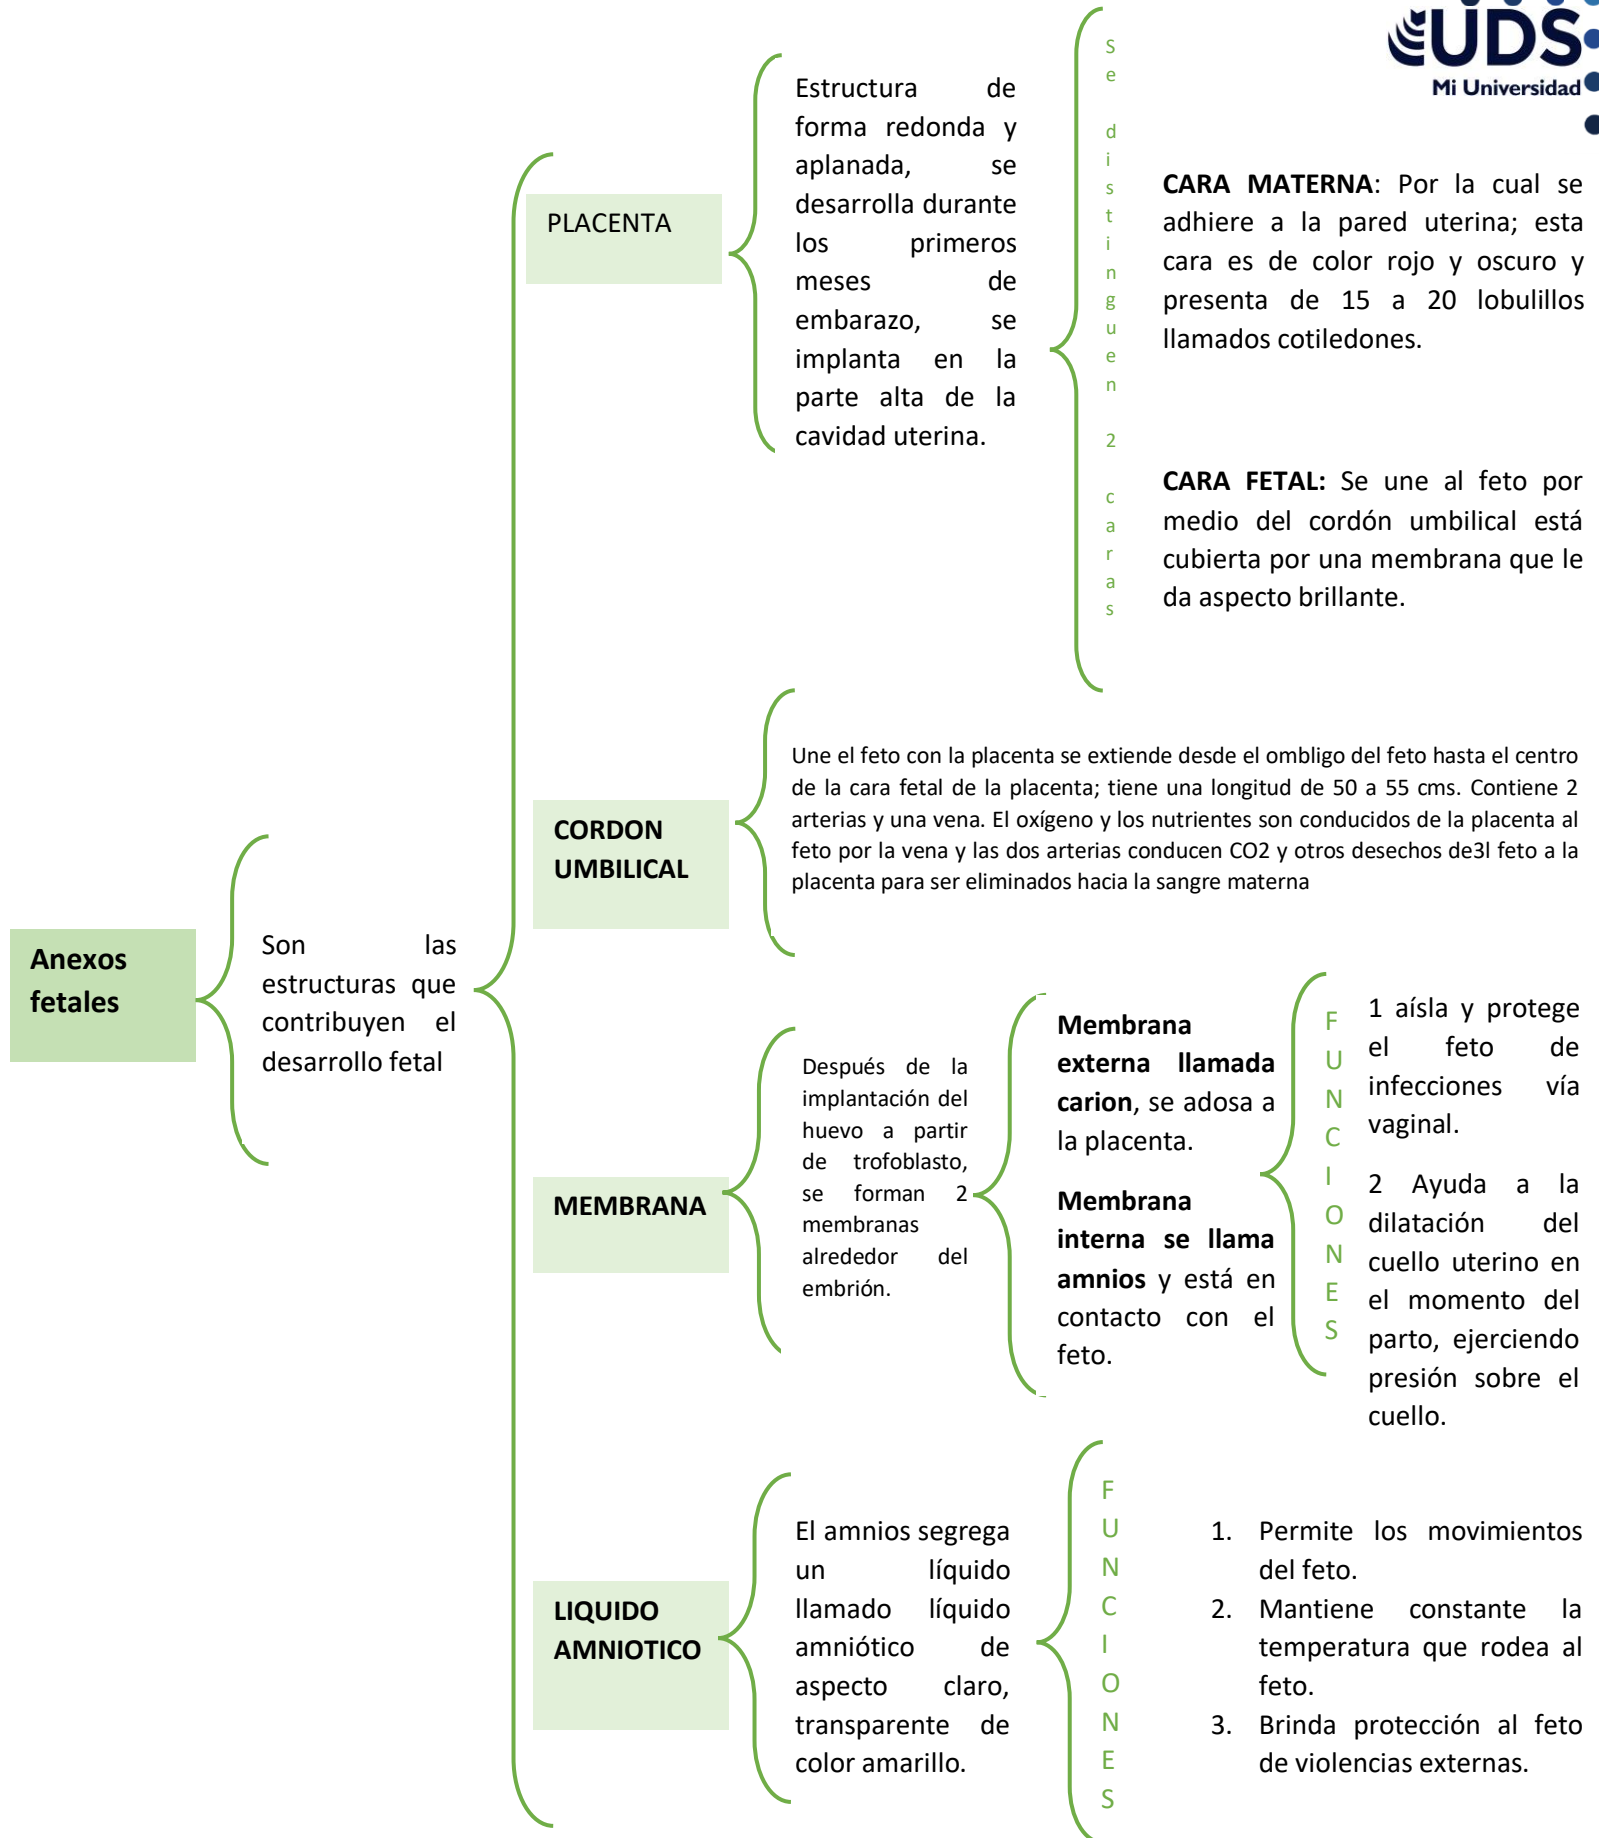 UDS
Mi Universidad
PLACENTA
Estructura de
forma redonda y
aplanada, se
desarrolla durante
los primeros
meses de
embarazo, se
implanta en la
parte alta de la
cavidad uterina.
Se distinguen 2 caras
CARA MATERNA: Por la cual se
adhiere a la pared uterina; esta
cara es de color rojo y oscuro y
presenta de 15 a 20 lobulillos
llamados cotiledones.
CARA FETAL: Se une al feto por
medio del cordón umbilical está
cubierta por una membrana que le
da aspecto brillante.
CORDON
UMBILICAL
Une el feto con la placenta se extiende desde el ombligo del feto hasta el centro
de la cara fetal de la placenta; tiene una longitud de 50 a 55 cms. Contiene 2
arterias y una vena. El oxígeno y los nutrientes son conducidos de la placenta al
feto por la vena y las dos arterias conducen CO2 y otros desechos de3l feto a la
placenta para ser eliminados hacia la sangre materna
Anexos
fetales
Son las
estructuras que
contribuyen el
desarrollo fetal
MEMBRANA
Después de la
implantación del
huevo a partir
de trofoblasto,
se forman 2
membranas
alrededor del
embrión.
Membrana
externa llamada
carion, se adosa a
la placenta.
Membrana
interna se llama
amnios y está en
contacto con el
feto.
FUNCIONES
1 aísla y protege
el feto de
infecciones vía
vaginal.
2 Ayuda a la
dilatación del
cuello uterino en
el momento del
parto, ejerciendo
presión sobre el
cuello.
LIQUIDO
AMNIOTICO
El amnios segrega
un líquido
llamado líquido
amniótico de
aspecto claro,
transparente de
color amarillo.
FUNCIONES
1. Permite los movimientos
del feto.
2. Mantiene constante la
temperatura que rodea al
feto.
3. Brinda protección al feto
de violencias externas.